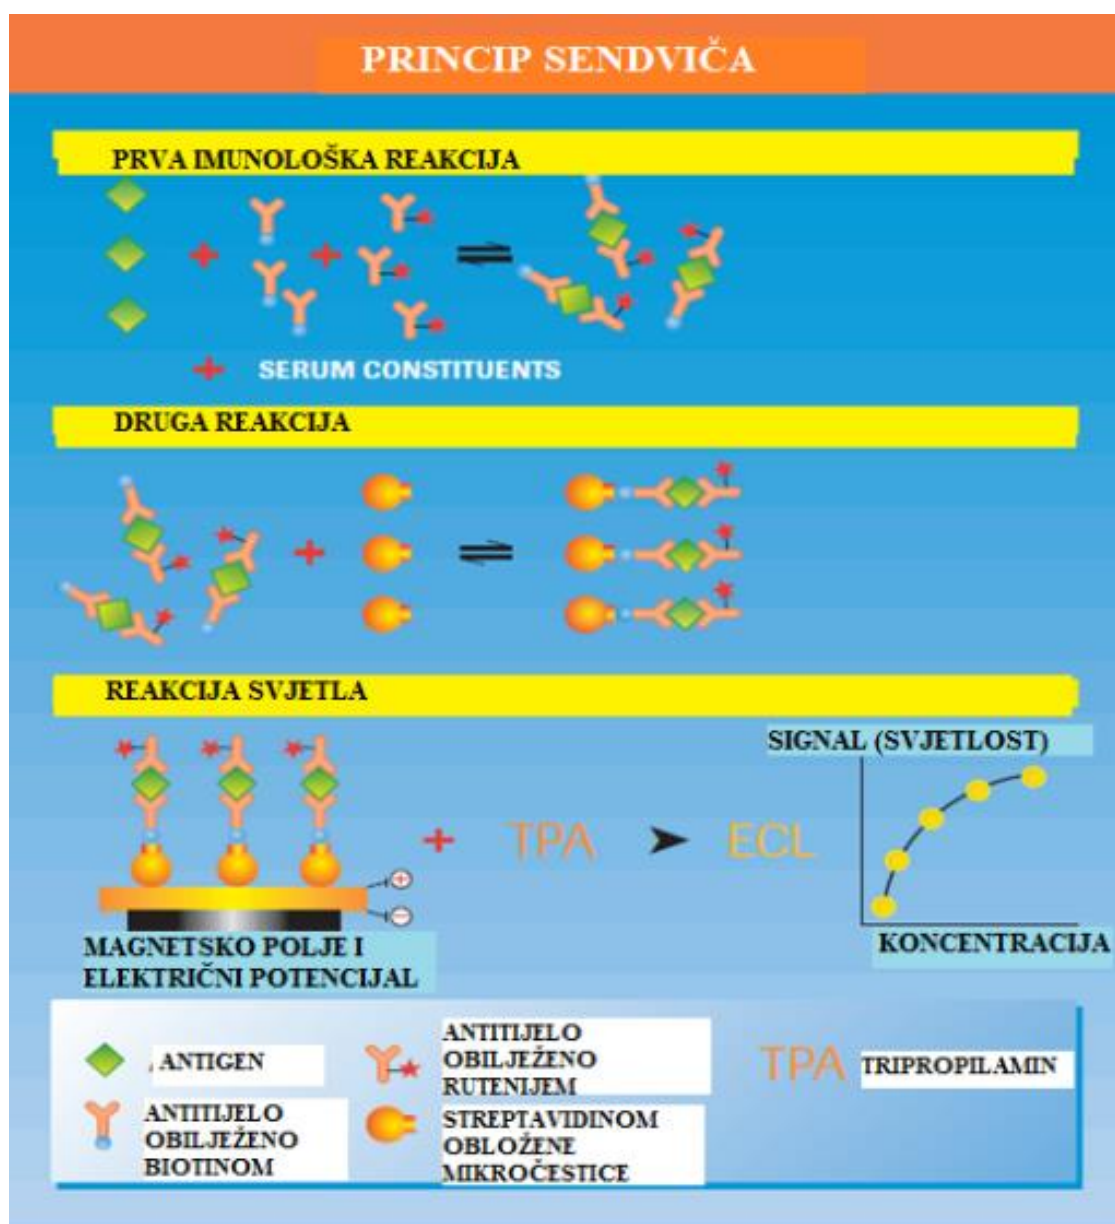 PRINCIP SENDVIČA
PRVA IMUNOLOŠKA REAKCIJA
SERUM CONSTITUENTS
DRUGA REAKCIJA
REAKCIJA SVJETLA
SIGNAL (SVJETLOST)
TPA
ECL
KONCENTRACIJA
MAGNETSKO POLJE I
ELEKTRIČNI POTENCIJAL
ANTIGEN
ANTITIJELO
OBILJEŽENO
BIOTINOM
ANTITIJELO
OBILJEŽENO
RUTENIJEM
STREPTAVIDINOM
OBLOŽENE
MIKROČESTICE
TPA TRIPROPILAMIN